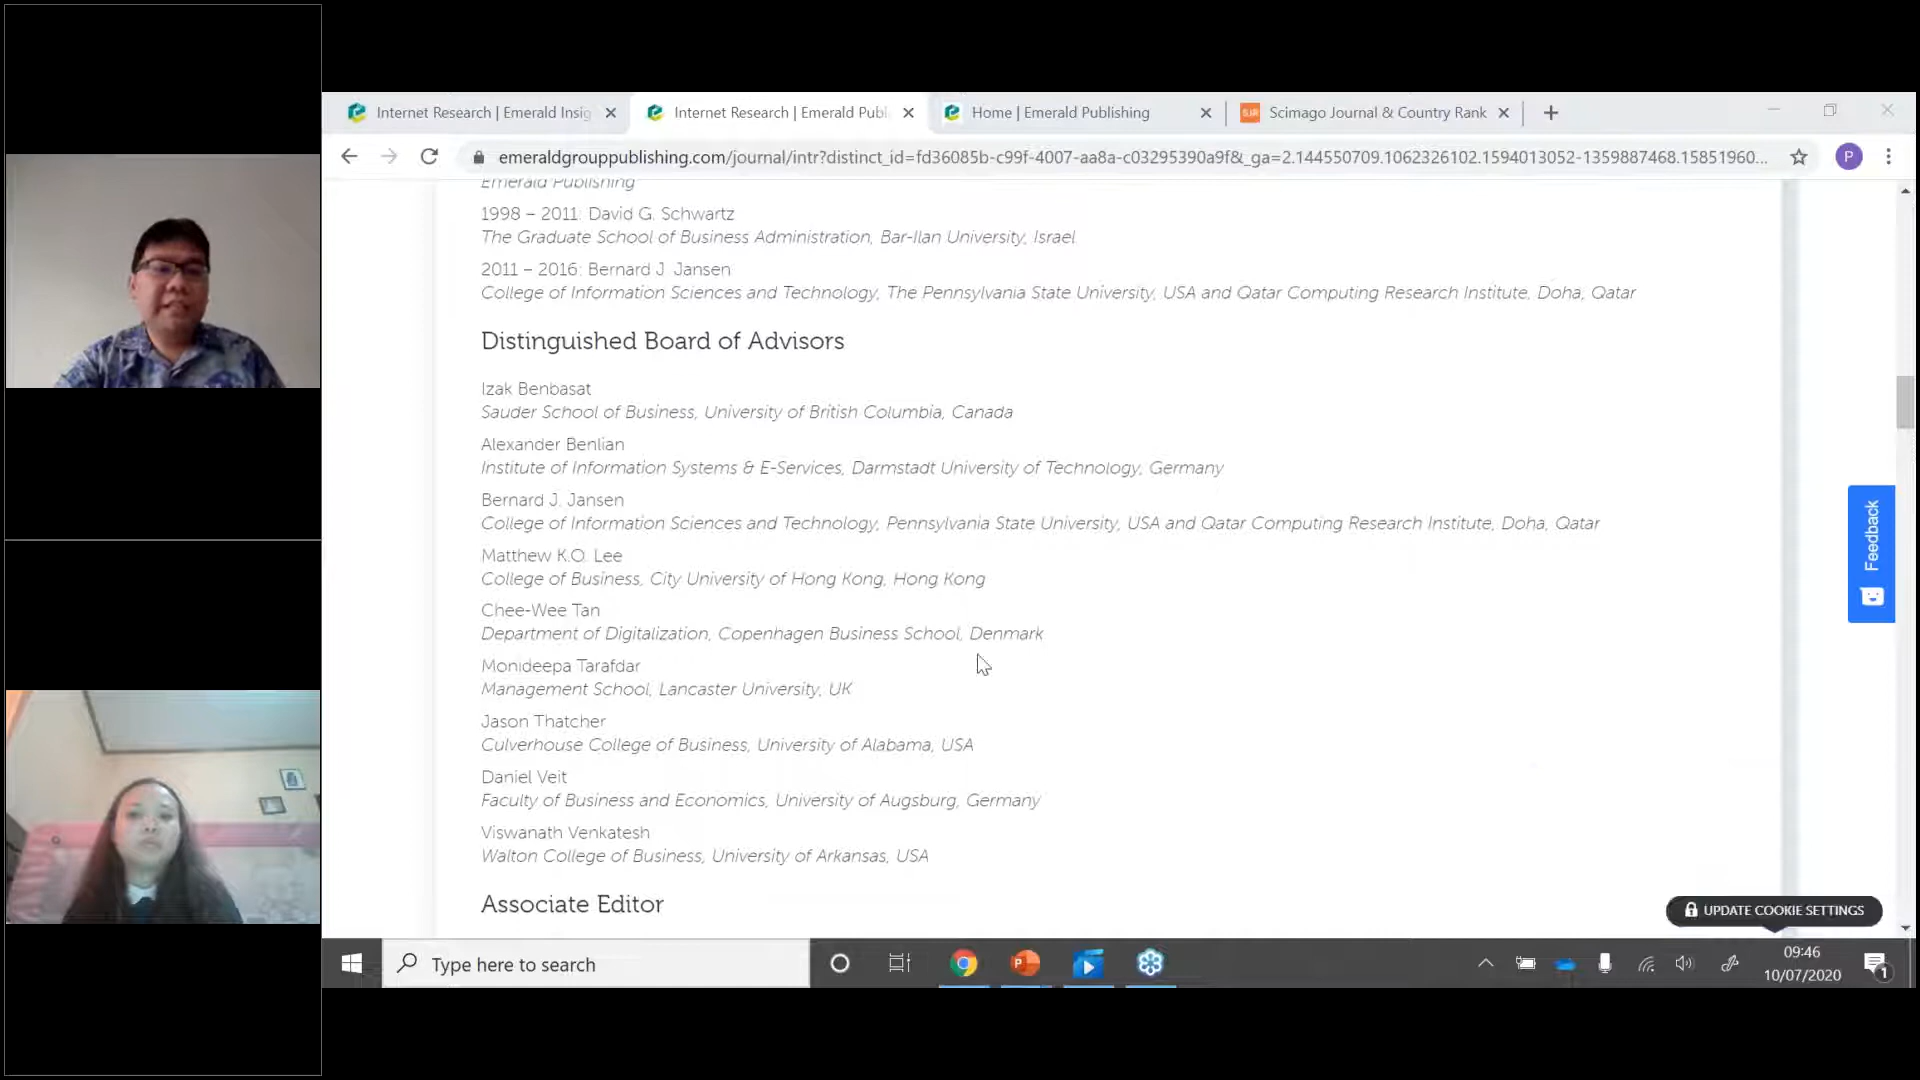 Internet Research | Emerald Insig
Internet Research | Emerald Publ
Home | Emerald Publishing
SJR
Scimago Journal & Country Rank
emeraldgrouppublishing.com/journal/intr?distinct_id=fd36085b-c99f-4007-aa8a-c03295390a9f&_ga=2.144550709.1062326102.1594013052-1359887468.15851960...
P
Emerald Publishing
1998 – 2011: David G. Schwartz
The Graduate School of Business Administration, Bar-Ilan University, Israel
2011 – 2016: Bernard J. Jansen
College of Information Sciences and Technology, The Pennsylvania State University, USA and Qatar Computing Research Institute, Doha, Qatar
Distinguished Board of Advisors
Izak Benbasat
Sauder School of Business, University of British Columbia, Canada
Alexander Benlian
Institute of Information Systems & E-Services, Darmstadt University of Technology, Germany
Bernard J. Jansen
College of Information Sciences and Technology, Pennsylvania State University, USA and Qatar Computing Research Institute, Doha, Qatar
Matthew K.O. Lee
College of Business, City University of Hong Kong, Hong Kong
Chee-Wee Tan
Department of Digitalization, Copenhagen Business School, Denmark
Monideepa Tarafdar
Management School, Lancaster University, UK
Jason Thatcher
Culverhouse College of Business, University of Alabama, USA
Daniel Veit
Faculty of Business and Economics, University of Augsburg, Germany
Viswanath Venkatesh
Walton College of Business, University of Arkansas, USA
Associate Editor
Feedback
UPDATE COOKIE SETTINGS
Type here to search
09:46
10/07/2020
1